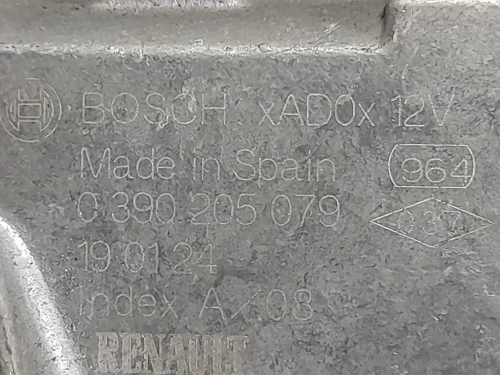 BOSCH xAD0x 12V
Made in Spain 964
0 390 205 079 037
19 01 24
Index A/08
RENAULT